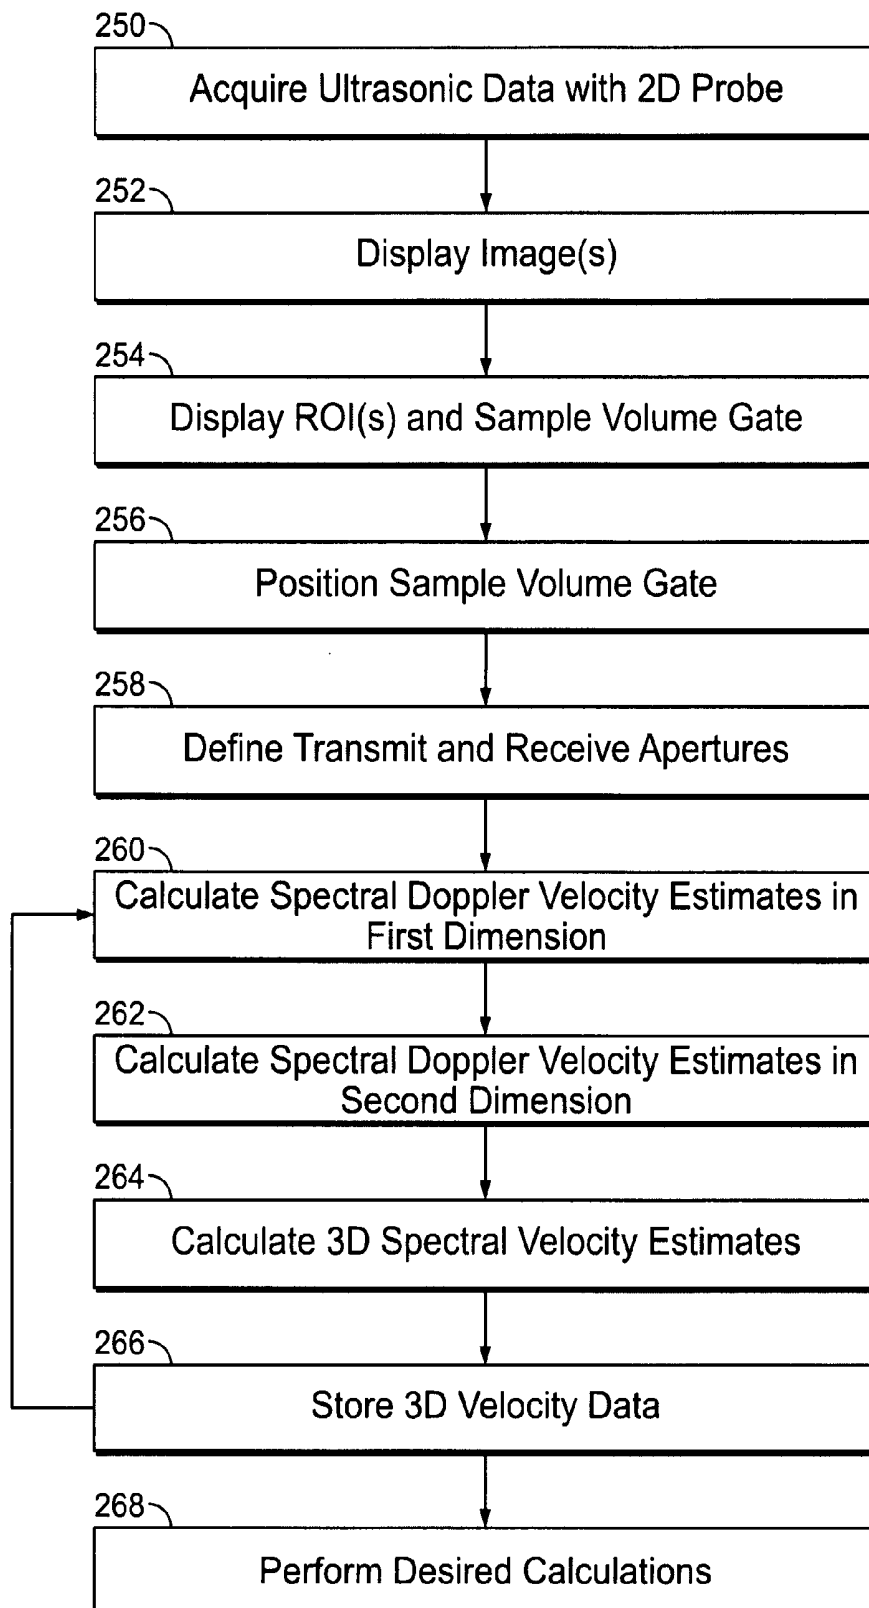 250
Acquire Ultrasonic Data with 2D Probe
252
Display Image(s)
254
Display ROI(s) and Sample Volume Gate
256
Position Sample Volume Gate
258
Define Transmit and Receive Apertures
260
Calculate Spectral Doppler Velocity Estimates in
First Dimension
262
Calculate Spectral Doppler Velocity Estimates in
Second Dimension
264
Calculate 3D Spectral Velocity Estimates
266
Store 3D Velocity Data
268
Perform Desired Calculations